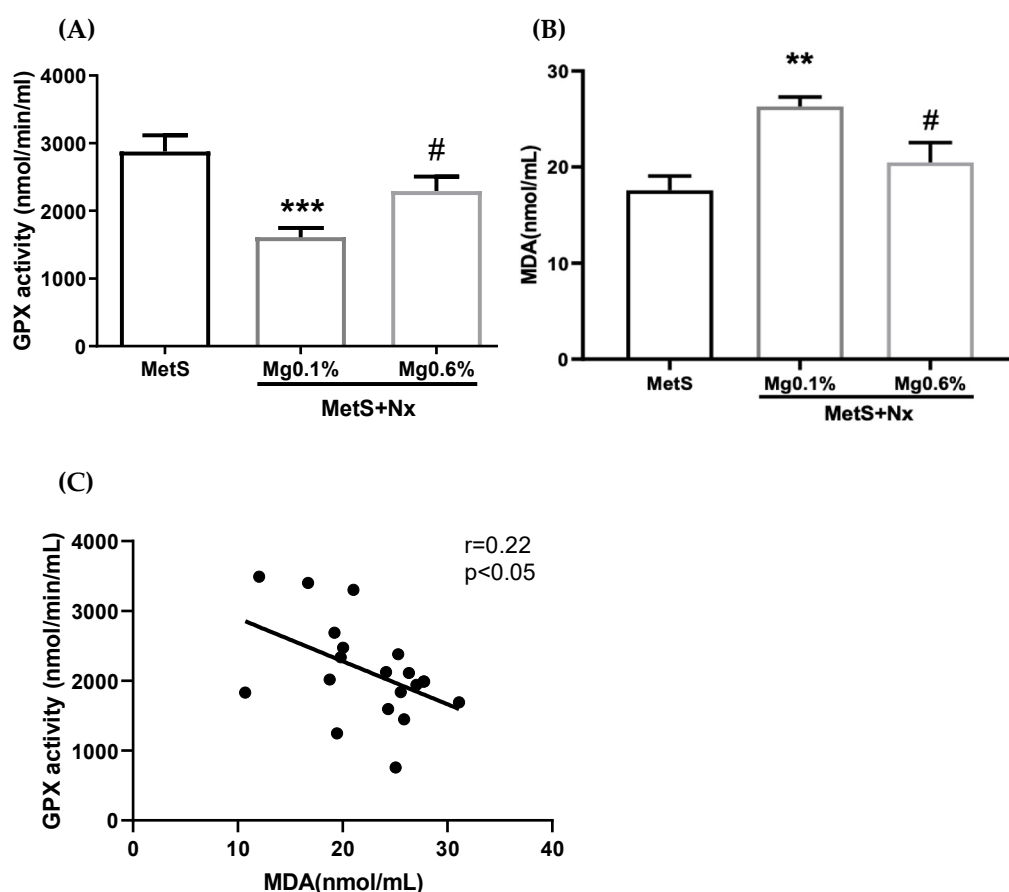 (A)
GPX activity (nmol/min/ml)
4000
3000
2000
1000
0
***
#
MetS
Mg0.1%
Mg0.6%
MetS+Nx
(B)
MDA(nmol/mL)
30
20
10
0
**
#
MetS
Mg0.1%
Mg0.6%
MetS+Nx
(C)
GPX activity (nmol/min/mL)
4000
3000
2000
1000
0
r=0.22
p<0.05
0
10
20
30
40
MDA(nmol/mL)